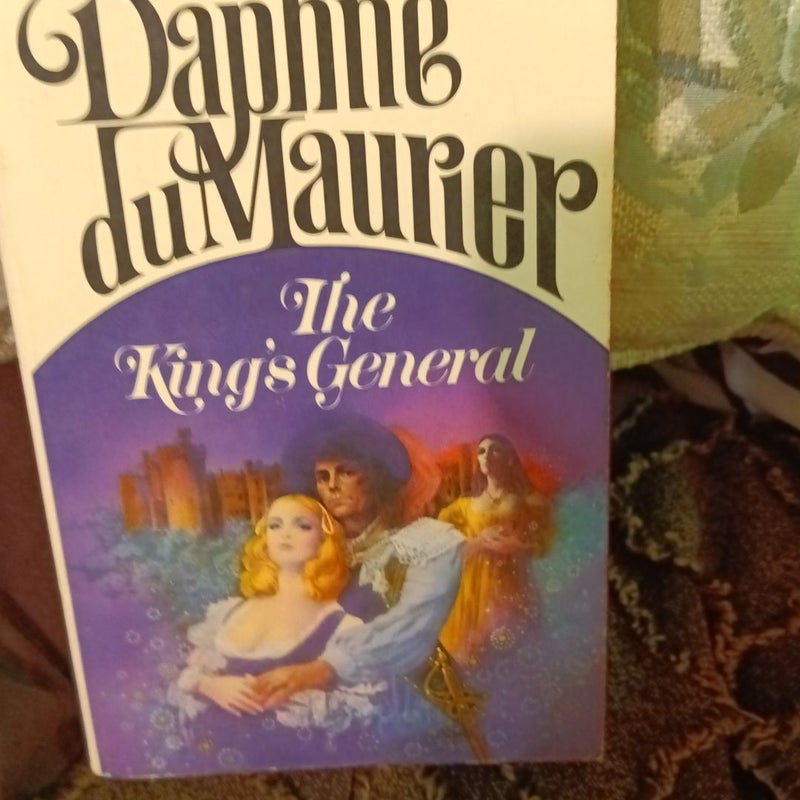 Daphne
du Maurier
The
King's General